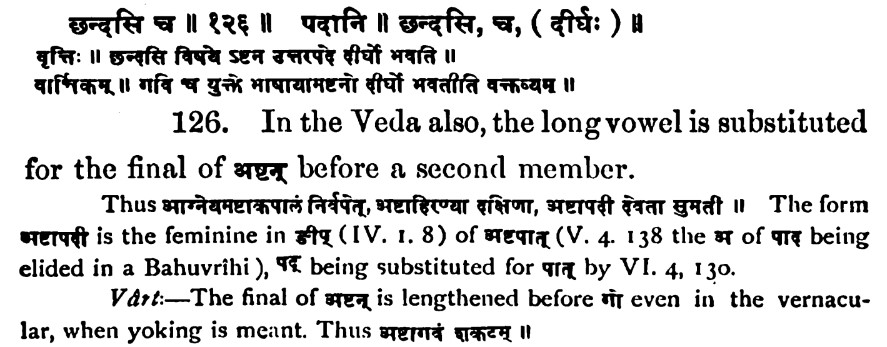 छन्दसि च ॥ १२६ ॥ पदानि ॥ छन्दसि, च, ( दीर्घः ) ॥
वृत्तिः ॥ छन्दसि विषये ऽष्टन उत्तरपदे दीर्घो भवति ॥
वार्त्तिकम् ॥ गवि च युक्ते भाषायामष्टनो दीर्घो भवतीति वक्तव्यम् ॥
126. In the Veda also, the long vowel is substituted
for the final of अष्टन् before a second member.
Thus आग्नेयमष्टाकपालं निर्वपेत्, अष्टाहिरण्या दक्षिणा, अष्टापदी देवता सुमती ॥ The form
अष्टापदी is the feminine in ङीप् (IV. 1. 8) of अष्टपात् (V. 4. 138 the अ of पाद being
elided in a Bahuvrîhi), पद् being substituted for पात् by VI. 4, 130.
Vârt:—The final of अष्टन् is lengthened before गो even in the vernacu-
lar, when yoking is meant. Thus अष्टागवं शकटम् ॥